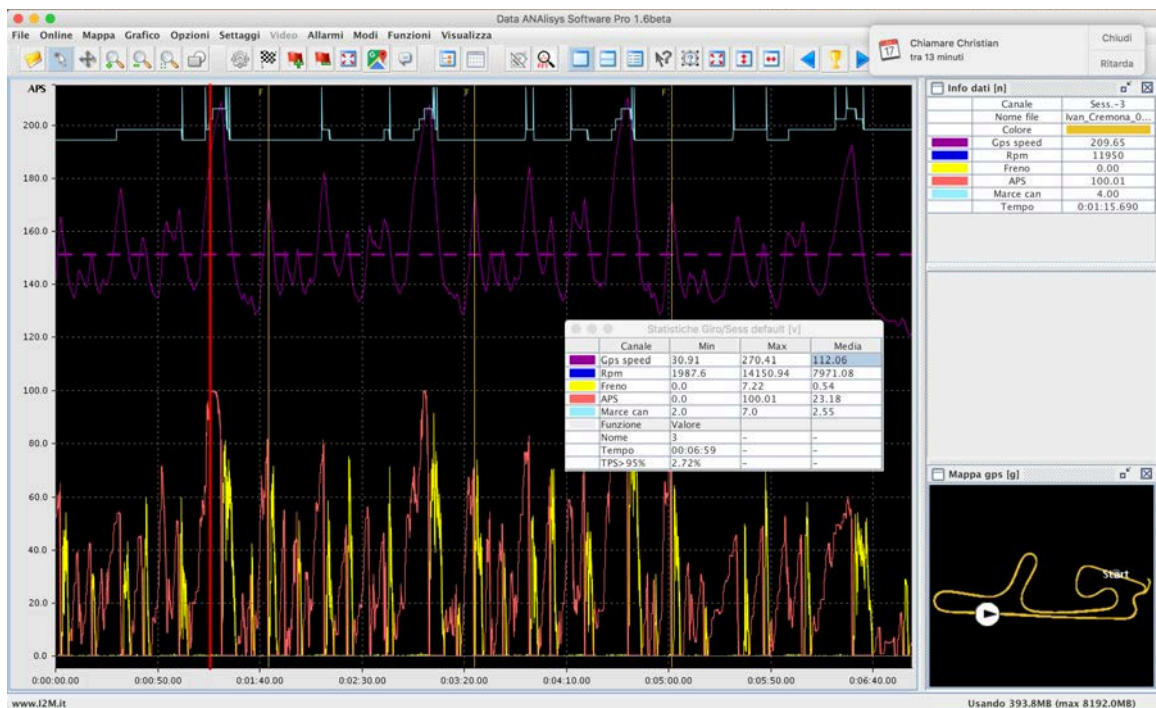 Data ANAlisys Software Pro 1.6beta
File Online Mappa Grafico Opzioni Settaggi Video Allarmi Modi Funzioni Visualizza
17
Chiamare Christian
tra 13 minuti
Chiudi
Ritarda
APS
200.0
180.0
160.0
140.0
120.0
100.0
80.0
60.0
40.0
20.0
0.0
F F F
0:00:00.00 0:00:50.00 0:01:40.00 0:02:30.00 0:03:20.00 0:04:10.00 0:05:00.00 0:05:50.00 0:06:40.00
Statistiche Giro/Sess default [v]
Canale Min Max Media
Gps speed 30.91 270.41 112.06
Rpm 1987.6 14150.94 7971.08
Freno 0.0 7.22 0.54
APS 0.0 100.01 23.18
Marce can 2.0 7.0 2.55
Funzione Valore
Nome 3 - -
Tempo 00:06:59 - -
TPS>95% 2.72% - -
Info dati [n]
Canale Sess.-3
Nome file Ivan_Cremona_0...
Colore
Gps speed 209.65
Rpm 11950
Freno 0.00
APS 100.01
Marce can 4.00
Tempo 0:01:15.690
Mappa gps [g]
Start
www.I2M.it
Usando 393.8MB (max 8192.0MB)